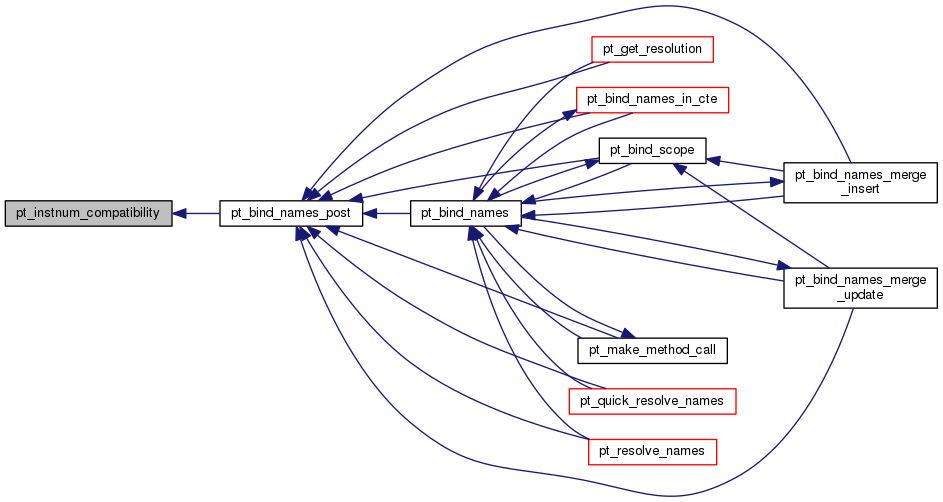 pt_get_resolution
pt_bind_names_in_cte
pt_bind_scope
pt_bind_names_merge
_insert
pt_instnum_compatibility
pt_bind_names_post
pt_bind_names
pt_bind_names_merge
_update
pt_make_method_call
pt_quick_resolve_names
pt_resolve_names